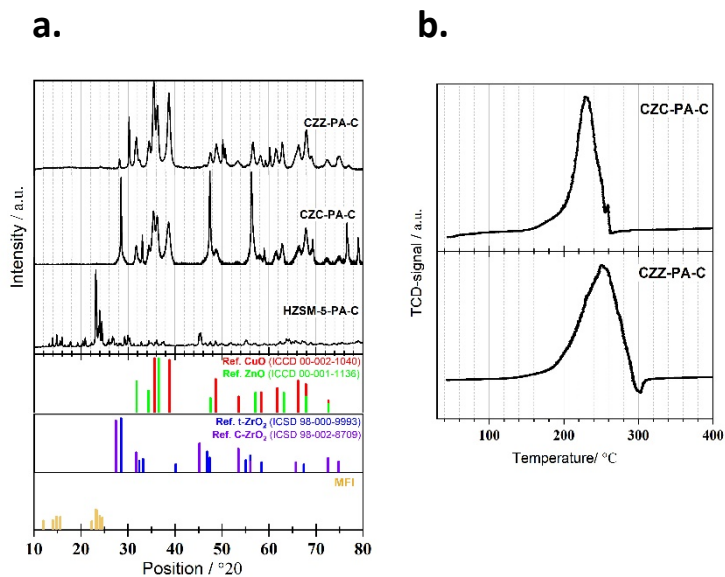 a.
CZZ-PA-C
CZC-PA-C
HZSM-5-PA-C
Ref. CuO (ICCD 00-002-1040)
Ref. ZnO (ICCD 00-001-1136)
Ref. t-ZrO₂ (ICSD 98-000-9993)
Ref. C-ZrO₂ (ICSD 98-002-8709)
MFI
Intensity / a.u.
10 20 30 40 50 60 70 80
Position / °2θ
b.
CZC-PA-C
CZZ-PA-C
TCD-signal / a.u.
100 200 300 400
Temperature/ °C